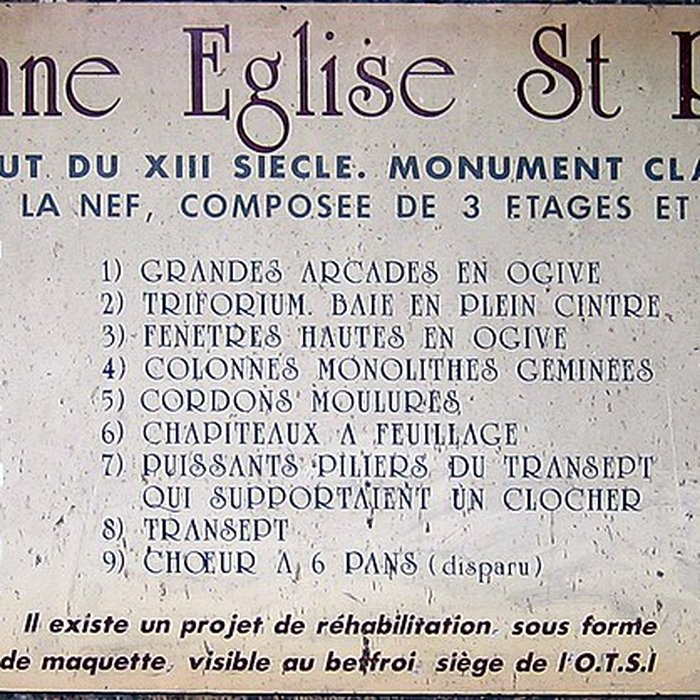 nne Eglise St P
UT DU XIII SIECLE. MONUMENT CLA
LA NEF, COMPOSEE DE 3 ETAGES ET
1) GRANDES ARCADES EN OGIVE
2) TRIFORIUM. BAIE EN PLEIN CINTRE
3) FENETRES HAUTES EN OGIVE
4) COLONNES MONOLITHES GEMINEES
5) CORDONS MOULURES
6) CHAPITEAUX A FEUILLAGE
7) PUISSANTS PILIERS DU TRANSEPT
QUI SUPPORTAIENT UN CLOCHER
8) TRANSEPT
9) CHŒUR A 6 PANS (disparu)
Il existe un projet de réhabilitation, sous forme
de maquette, visible au beffroi, siège de l'O.T.S.I